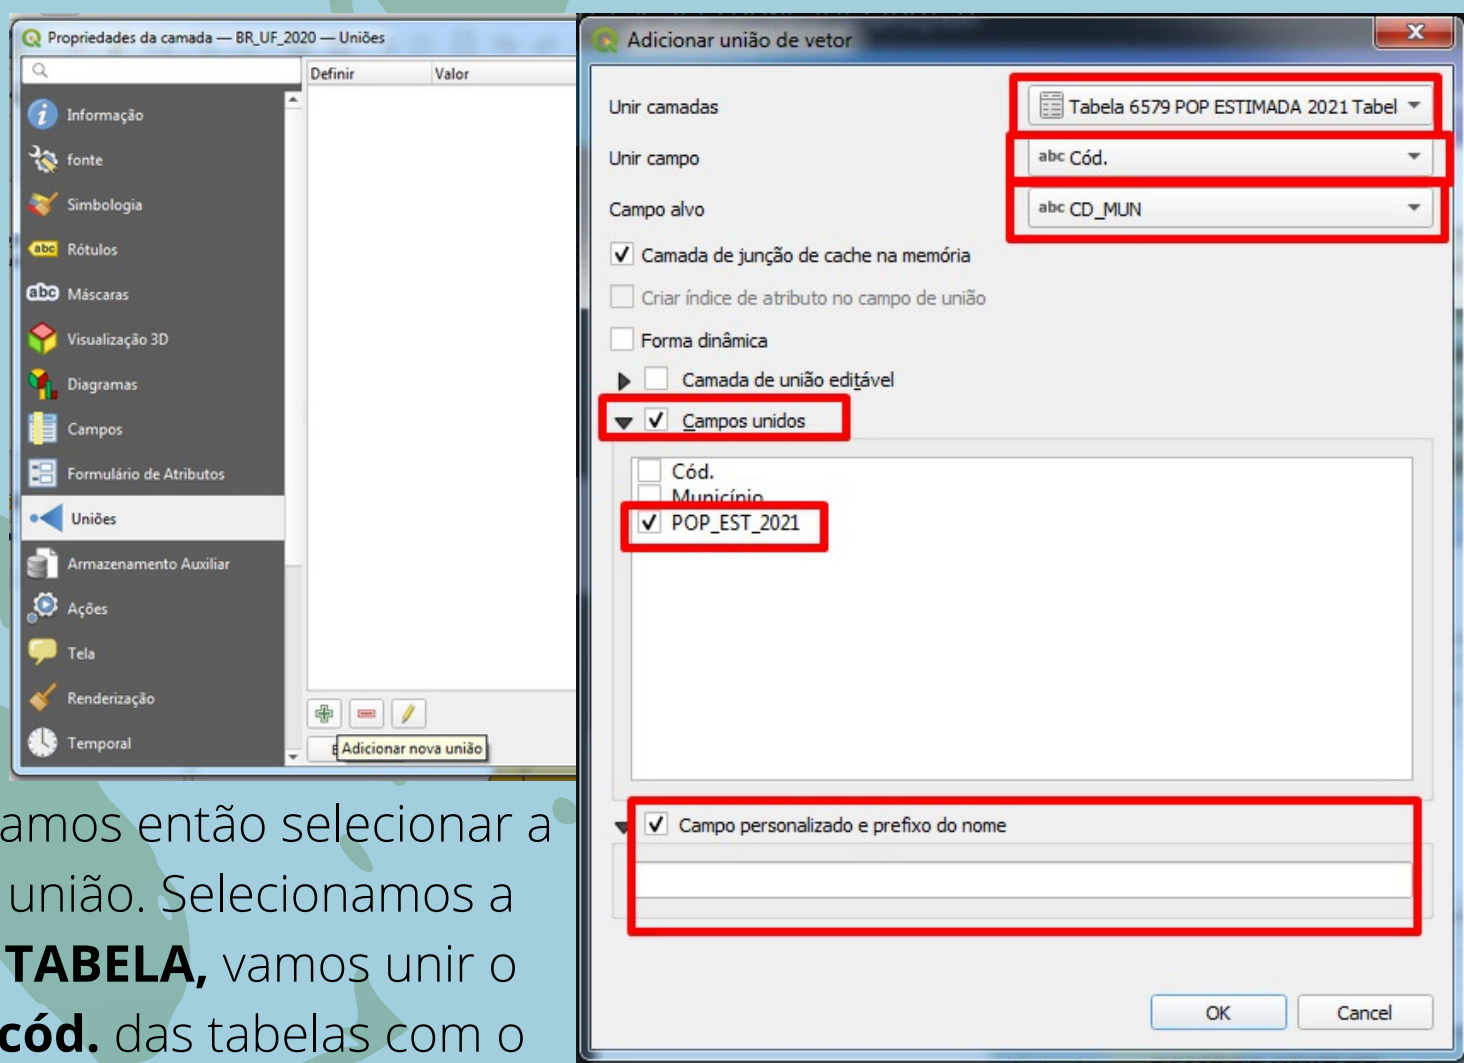 Propriedades da camada — BR_UF_2020 — Uniões
Definir Valor
Informação
fonte
Simbologia
abc Rótulos
abc Máscaras
Visualização 3D
Diagramas
Campos
Formulário de Atributos
Uniões
Armazenamento Auxiliar
Ações
Tela
Renderização
Temporal
Adicionar nova união
Adicionar união de vetor
Unir camadas Tabela 6579 POP ESTIMADA 2021 Tabel
Unir campo abc Cód.
Campo alvo abc CD_MUN
Camada de junção de cache na memória
Criar índice de atributo no campo de união
Forma dinâmica
Camada de união editável
Campos unidos
Cód.
Município
POP_EST_2021
Campo personalizado e prefixo do nome
OK Cancel
amos então selecionar a
união. Selecionamos a
TABELA, vamos unir o
cód. das tabelas com o